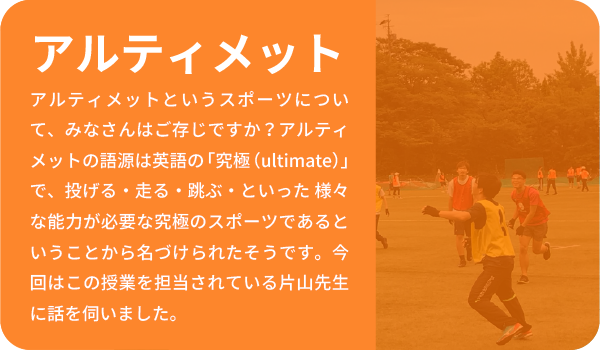 アルティメット
アルティメットというスポーツについ
て、みなさんはご存じですか？アルティ
メットの語源は英語の「究極（ultimate）」
で、投げる・走る・跳ぶ・といった 様々
な能力が必要な究極のスポーツであると
いうことから名づけられたそうです。今
回はこの授業を担当されている片山先生
に話を伺いました。